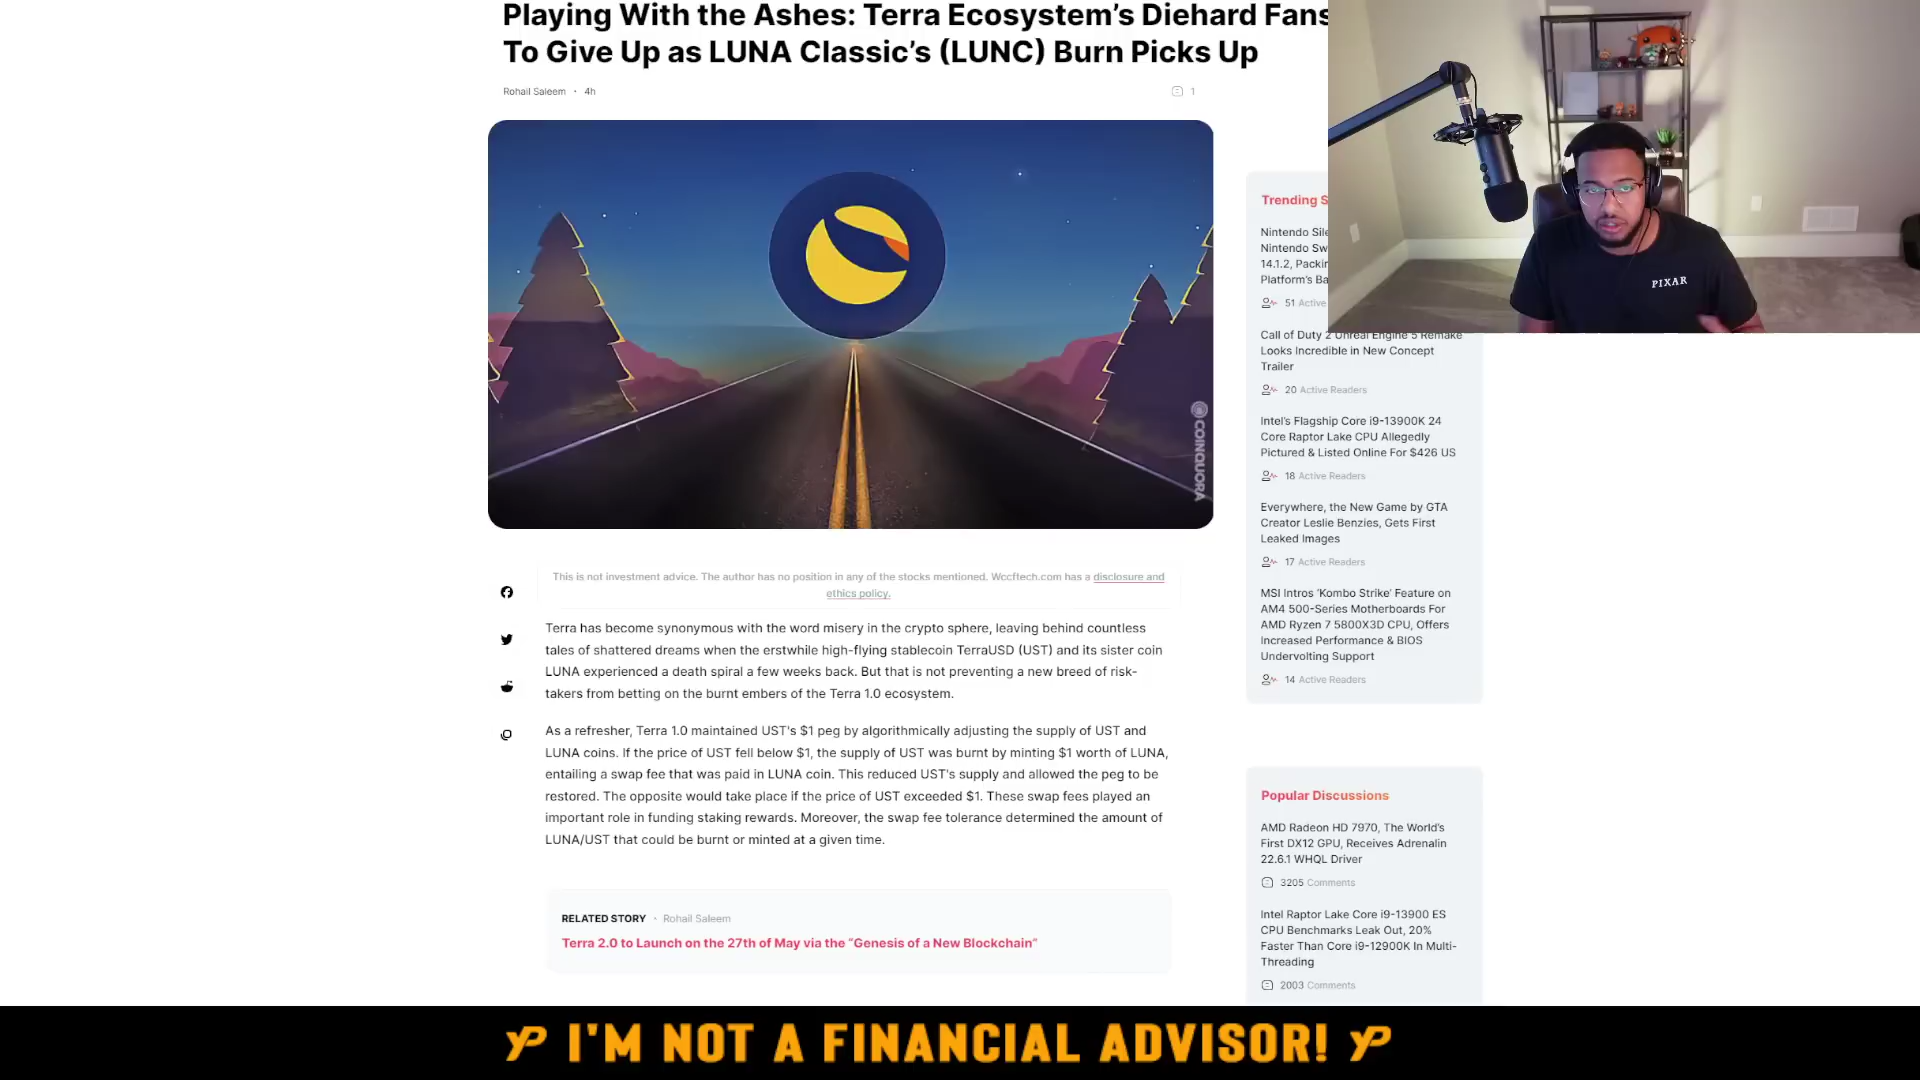 Playing With the Ashes: Terra Ecosystem's Diehard Fans
To Give Up as LUNA Classic's (LUNC) Burn Picks Up
Rohail Saleem • 4h
1
COINQUORA
This is not investment advice. The author has no position in any of the stocks mentioned. Wccftech.com has a disclosure and
ethics policy.
Terra has become synonymous with the word misery in the crypto sphere, leaving behind countless
tales of shattered dreams when the erstwhile high-flying stablecoin TerraUSD (UST) and its sister coin
LUNA experienced a death spiral a few weeks back. But that is not preventing a new breed of risk-
takers from betting on the burnt embers of the Terra 1.0 ecosystem.
As a refresher, Terra 1.0 maintained UST's $1 peg by algorithmically adjusting the supply of UST and
LUNA coins. If the price of UST fell below $1, the supply of UST was burnt by minting $1 worth of LUNA,
entailing a swap fee that was paid in LUNA coin. This reduced UST's supply and allowed the peg to be
restored. The opposite would take place if the price of UST exceeded $1. These swap fees played an
important role in funding staking rewards. Moreover, the swap fee tolerance determined the amount of
LUNA/UST that could be burnt or minted at a given time.
RELATED STORY • Rohail Saleem
Terra 2.0 to Launch on the 27th of May via the "Genesis of a New Blockchain"
Trending S
Nintendo Sile
Nintendo Sw
14.1.2, Packin
Platform's Ba
51 Active
Call of Duty 2 Unreal Engine 5 Remake
Looks Incredible in New Concept
Trailer
20 Active Readers
Intel's Flagship Core i9-13900K 24
Core Raptor Lake CPU Allegedly
Pictured & Listed Online For $426 US
18 Active Readers
Everywhere, the New Game by GTA
Creator Leslie Benzies, Gets First
Leaked Images
17 Active Readers
MSI Intros 'Kombo Strike' Feature on
AM4 500-Series Motherboards For
AMD Ryzen 7 5800X3D CPU, Offers
Increased Performance & BIOS
Undervolting Support
14 Active Readers
Popular Discussions
AMD Radeon HD 7970, The World's
First DX12 GPU, Receives Adrenalin
22.6.1 WHQL Driver
3205 Comments
Intel Raptor Lake Core i9-13900 ES
CPU Benchmarks Leak Out, 20%
Faster Than Core i9-12900K In Multi-
Threading
2003 Comments
PIXAR
YP I'M NOT A FINANCIAL ADVISOR! YP